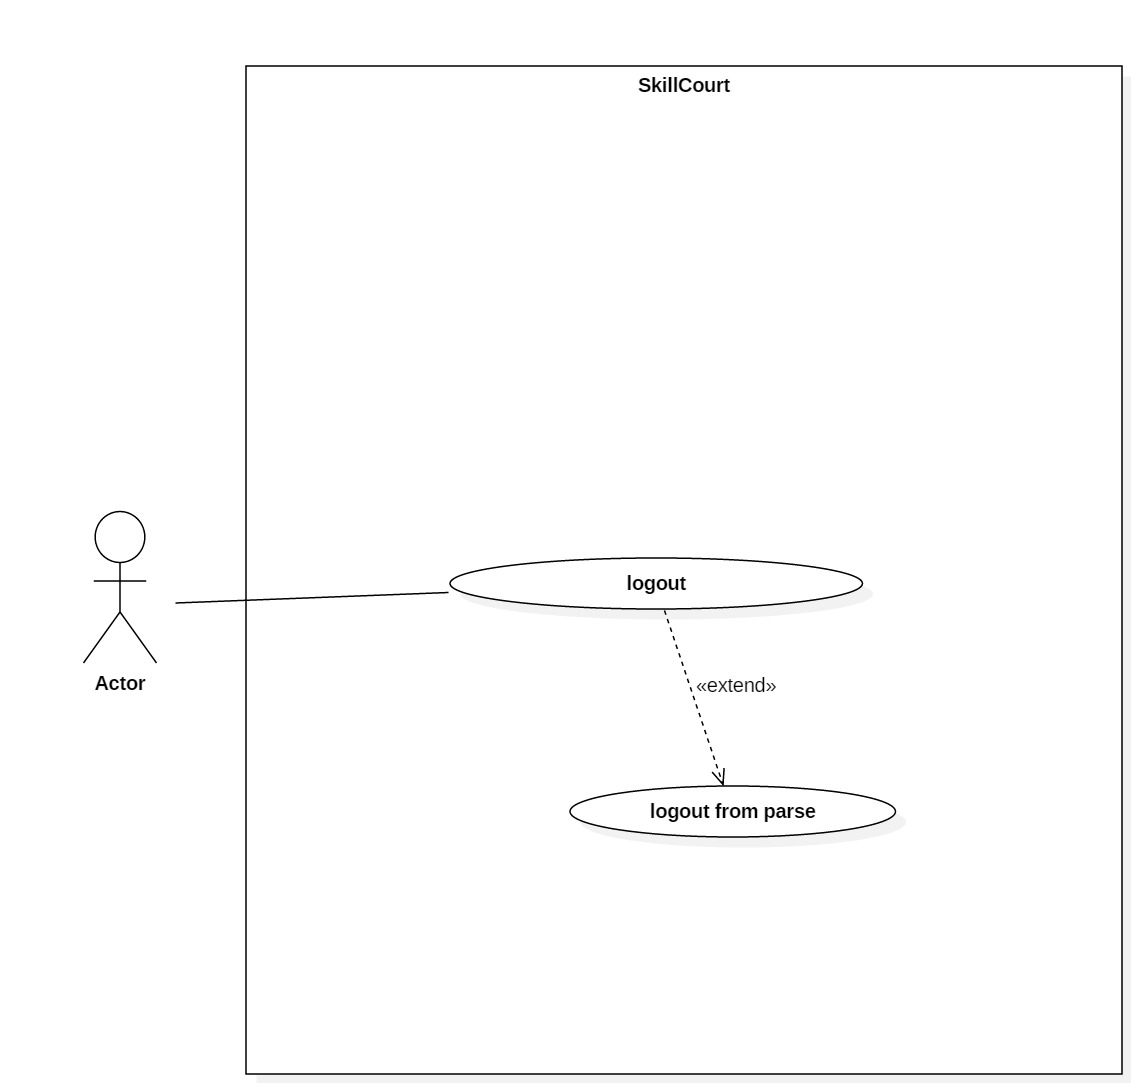 SkillCourt
logout
Actor
«extend»
logout from parse